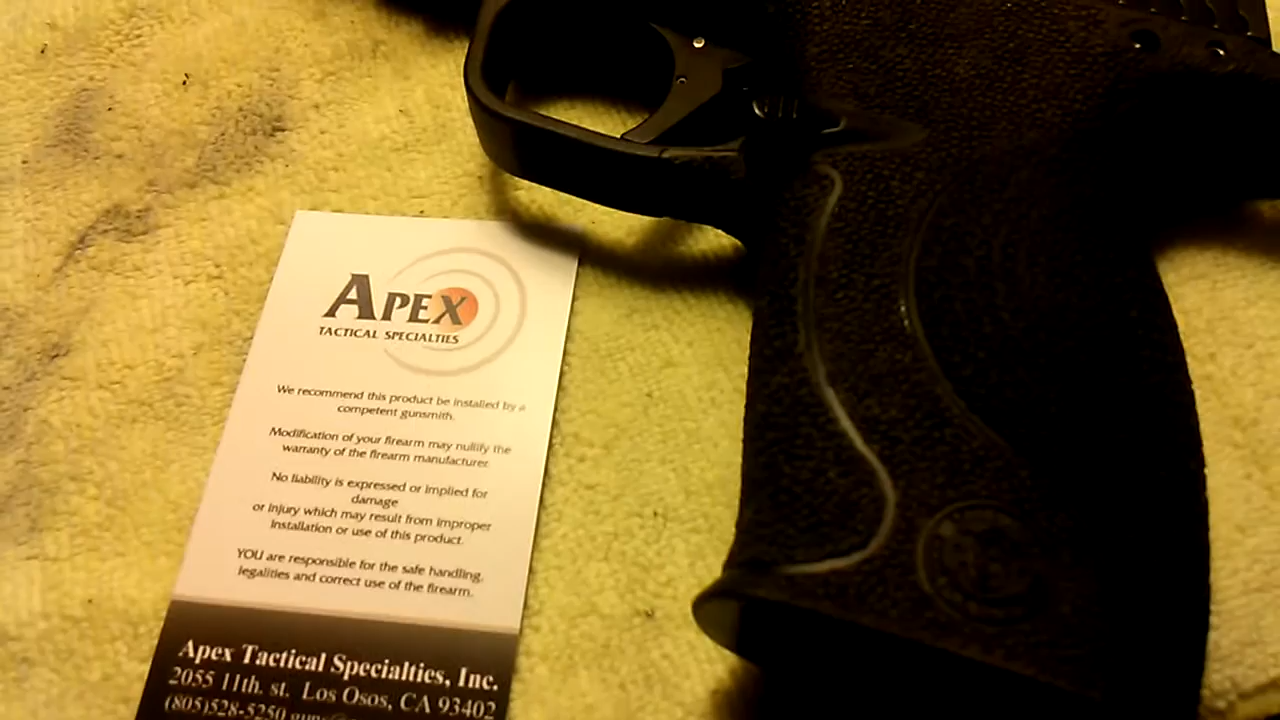 APEX
TACTICAL SPECIALTIES
We recommend this product be installed by a
competent gunsmith.
Modification of your firearm may nullify the
warranty of the firearm manufacturer.
No liability is expressed or implied for
damage
or injury which may result from improper
installation or use of this product.
YOU are responsible for the safe handling,
legalities and correct use of the firearm.
Apex Tactical Specialties, Inc.
2055 11th. st. Los Osos, CA 93402
(805)528-5250